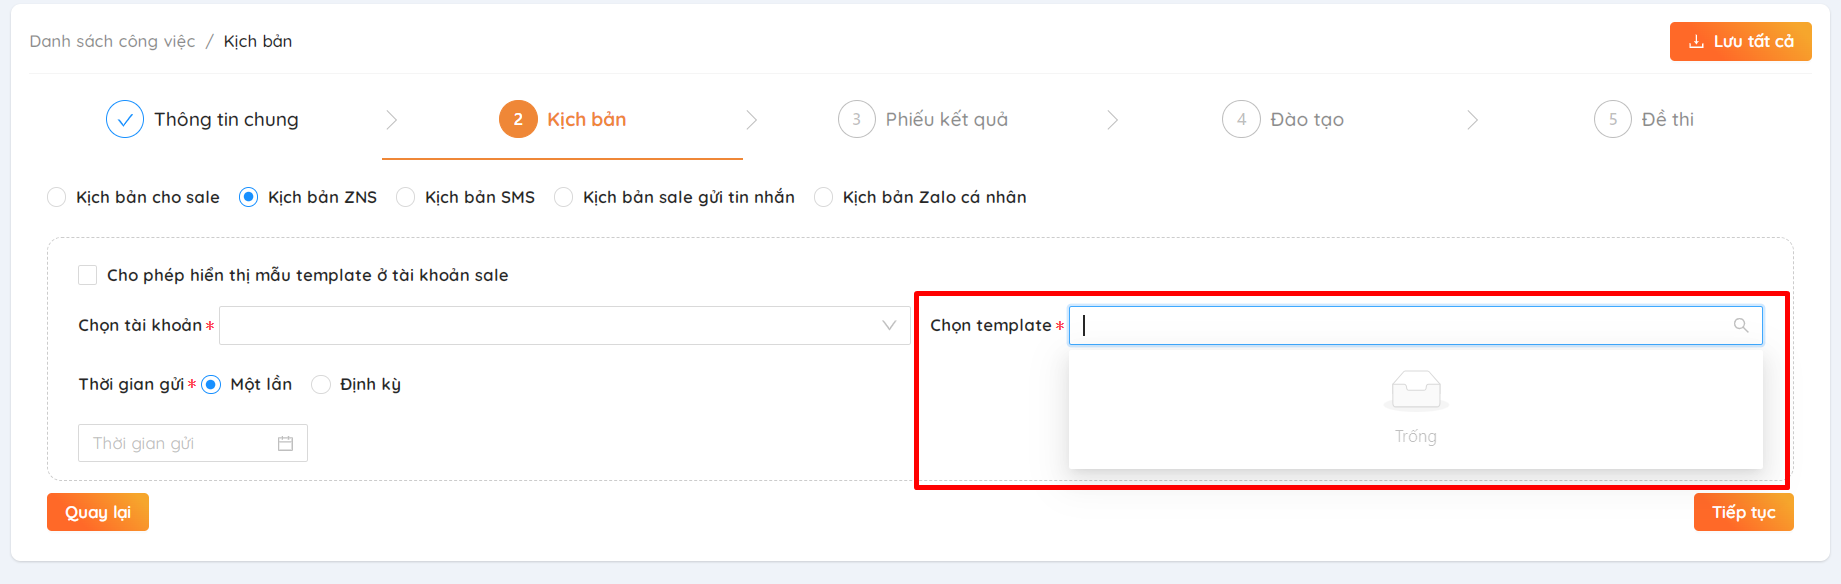 Danh sách công việc / Kịch bản
Lưu tất cả
Thông tin chung
2 Kịch bản
3 Phiếu kết quả
4 Đào tạo
5 Đề thi
Kịch bản cho sale
Kịch bản ZNS
Kịch bản SMS
Kịch bản sale gửi tin nhắn
Kịch bản Zalo cá nhân
Cho phép hiển thị mẫu template ở tài khoản sale
Chọn tài khoản *
Chọn template *
Trống
Thời gian gửi * Một lần Định kỳ
Thời gian gửi
Quay lại
Tiếp tục